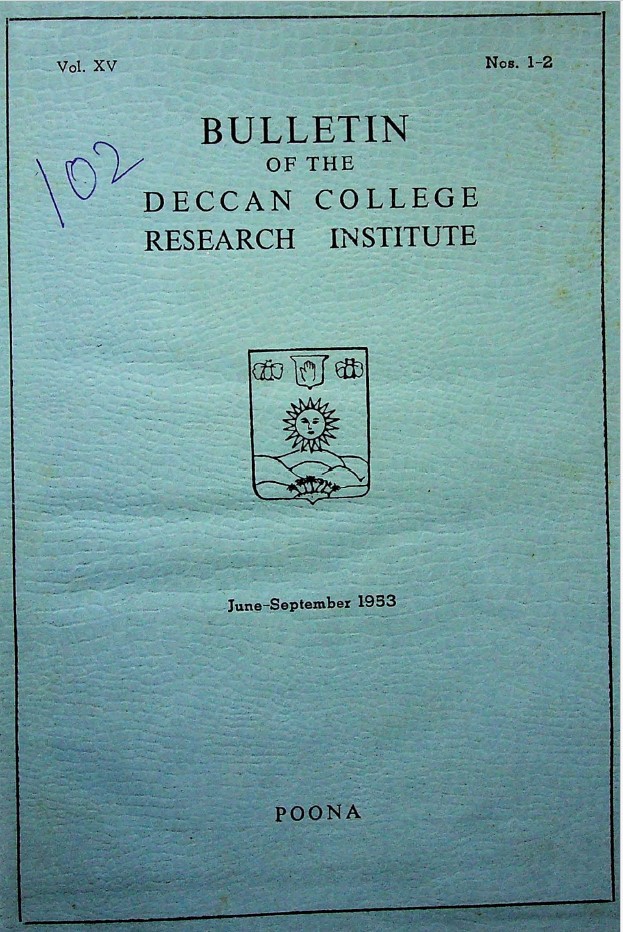 Vol. XV
Nos. 1-2
BULLETIN
OF THE
DECCAN COLLEGE
RESEARCH INSTITUTE
102
June-September 1953
POONA